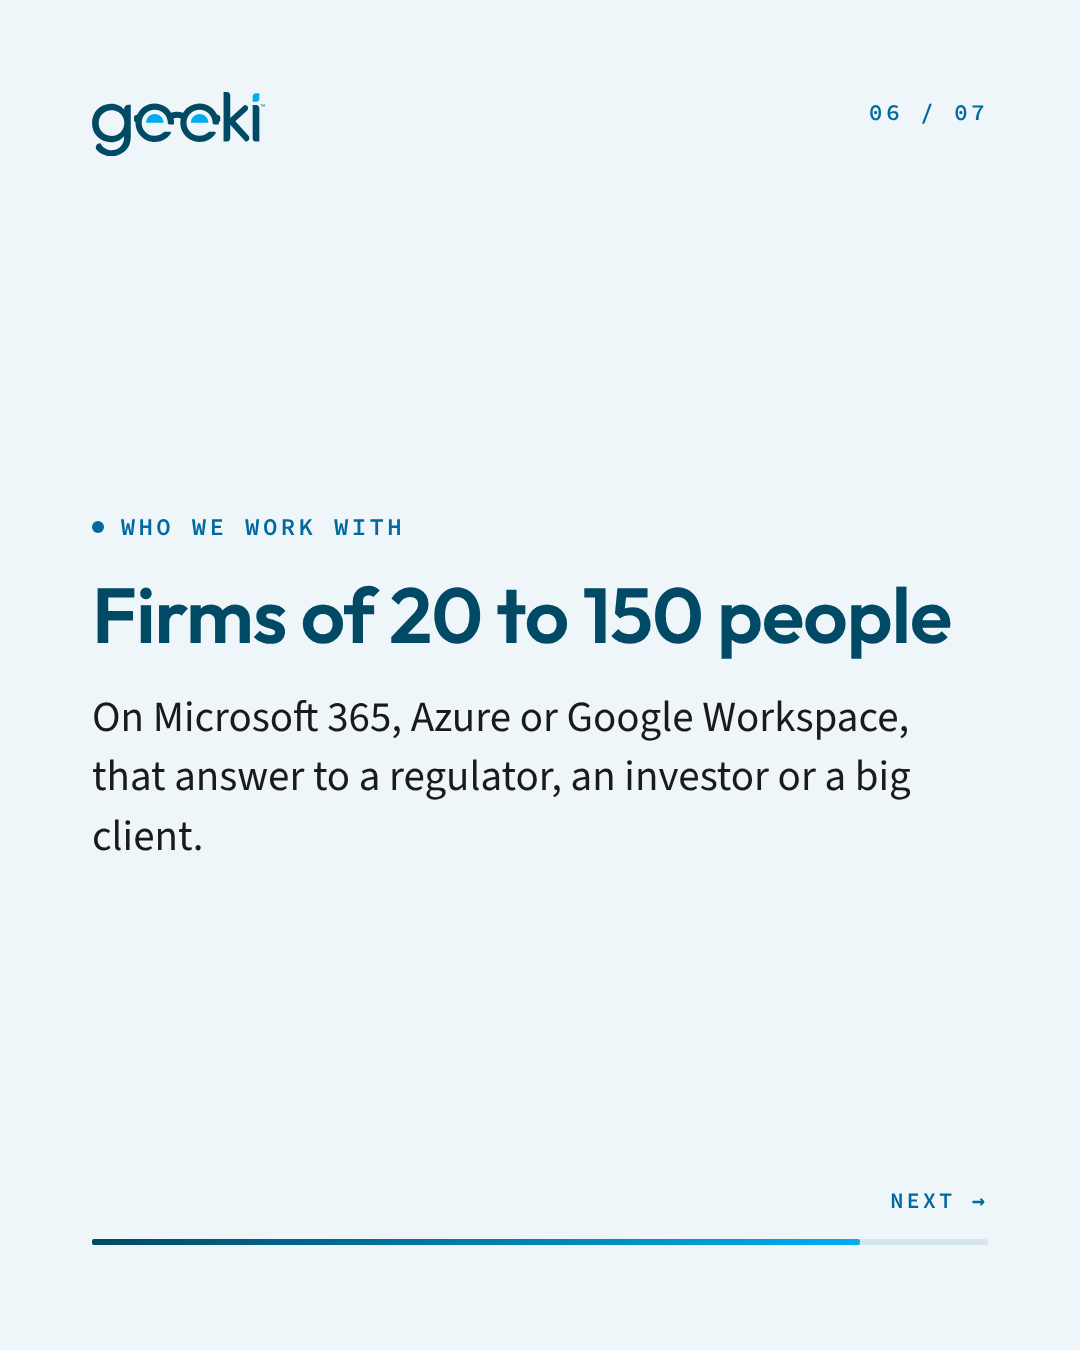 geeki
06 / 07
WHO WE WORK WITH
Firms of 20 to 150 people
On Microsoft 365, Azure or Google Workspace,
that answer to a regulator, an investor or a big
client.
NEXT →